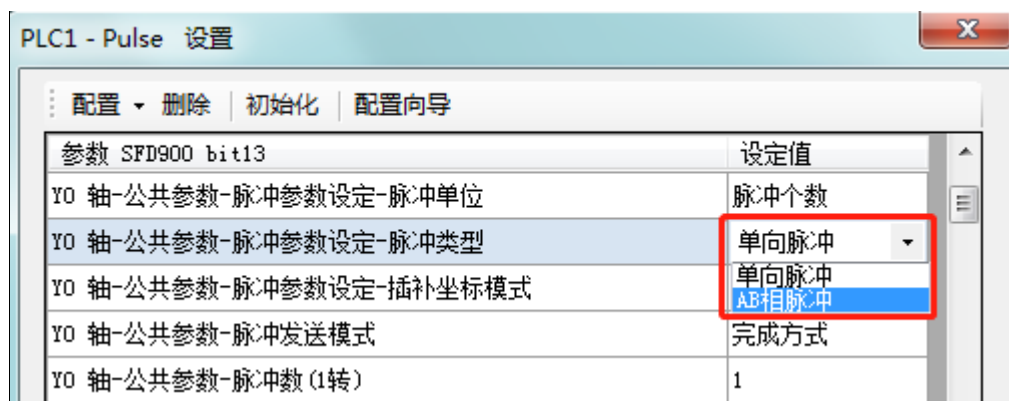 PLC1 - Pulse 设置
配置 删除 初始化 配置向导
参数 SFD900 bit13 设定值
Y0 轴-公共参数-脉冲参数设定-脉冲单位 脉冲个数
Y0 轴-公共参数-脉冲参数设定-脉冲类型 单向脉冲
单向脉冲
Y0 轴-公共参数-脉冲参数设定-插补坐标模式 AB相脉冲
Y0 轴-公共参数-脉冲发送模式 完成方式
Y0 轴-公共参数-脉冲数(1转) 1